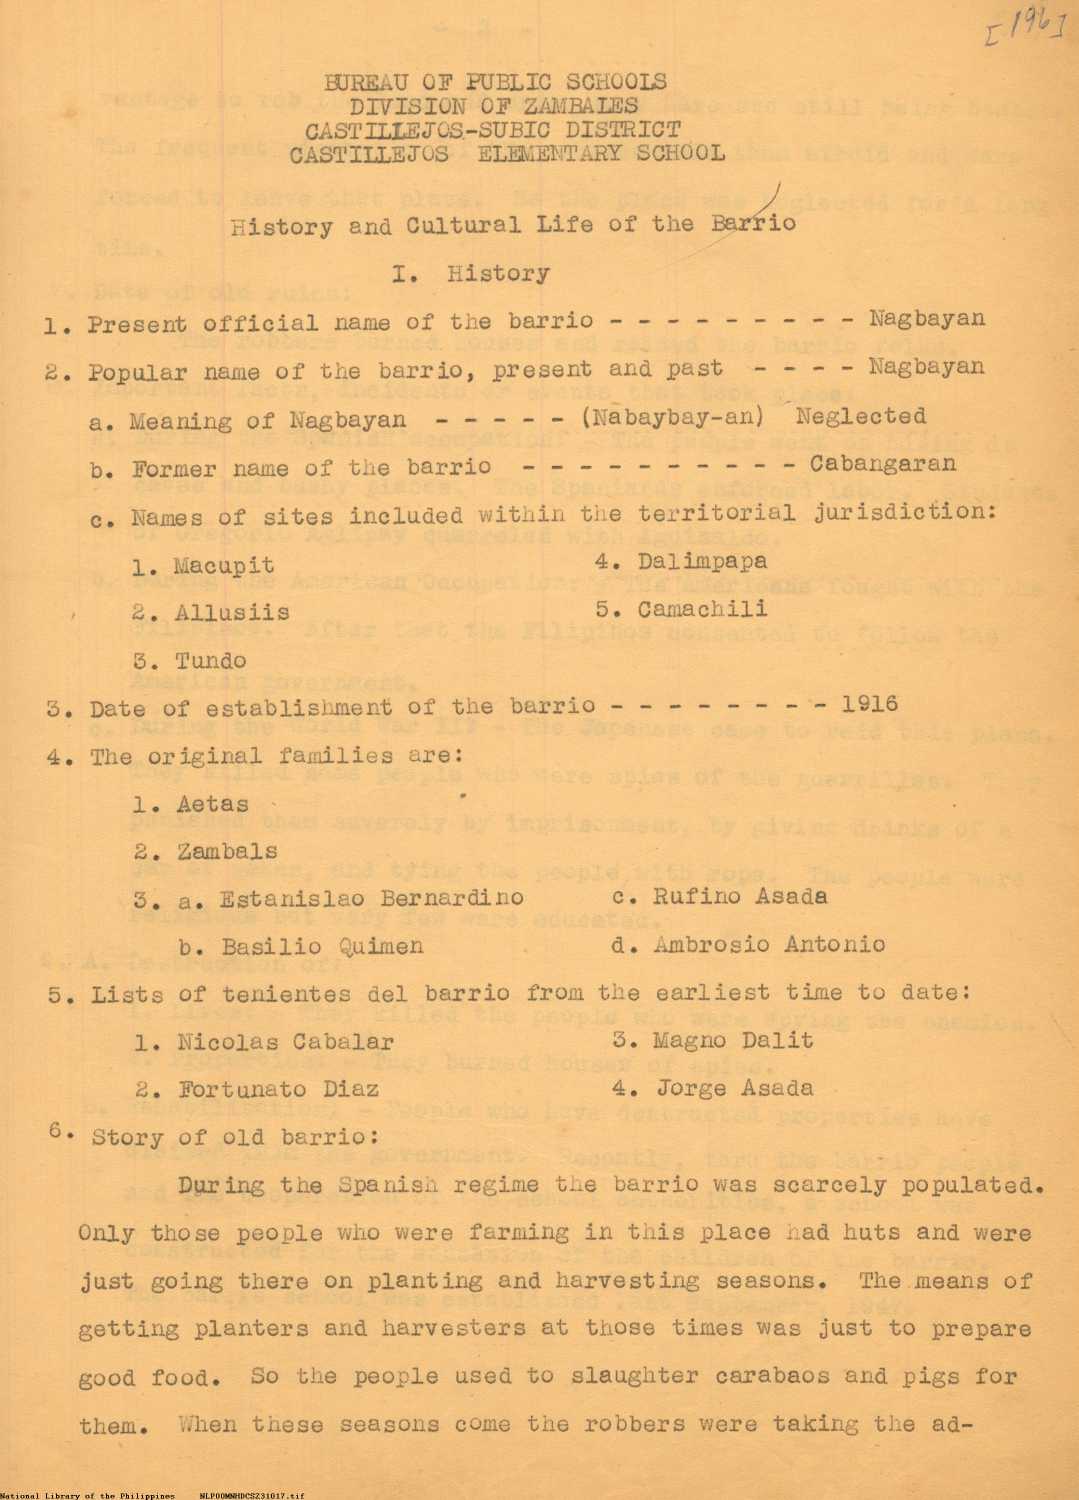 [196]
BUREAU OF PUBLIC SCHOOLS
DIVISION OF ZAMBALES
CASTILLEJOS-SUBIC DISTRICT
CASTILLEJOS ELEMENTARY SCHOOL
History and Cultural Life of the Barrio
I. History
1. Present official name of the barrio - - - - - - - - - Nagbayan
2. Popular name of the barrio, present and past - - - - Nagbayan
a. Meaning of Nagbayan - - - - - (Nabaybay-an) Neglected
b. Former name of the barrio - - - - - - - - - - - Cabangaran
c. Names of sites included within the territorial jurisdiction:
1. Macupit 4. Dalimpapa
2. Allusiis 5. Camachili
3. Tundo
3. Date of establishment of the barrio - - - - - - - - 1916
4. The original families are:
1. Aetas
2. Zambals
3. a. Estanislao Bernardino c. Rufino Asada
b. Basilio Quimen d. Ambrosio Antonio
5. Lists of tenientes del barrio from the earliest time to date:
1. Nicolas Cabalar 3. Magno Dalit
2. Fortunato Diaz 4. Jorge Asada
6. Story of old barrio:
During the Spanish regime the barrio was scarcely populated.
Only those people who were farming in this place had huts and were
just going there on planting and harvesting seasons. The means of
getting planters and harvesters at those times was just to prepare
good food. So the people used to slaughter carabaos and pigs for
them. When these seasons come the robbers were taking the ad-
National Library of the Philippines NLPOOMNHDCSZ31017.tif